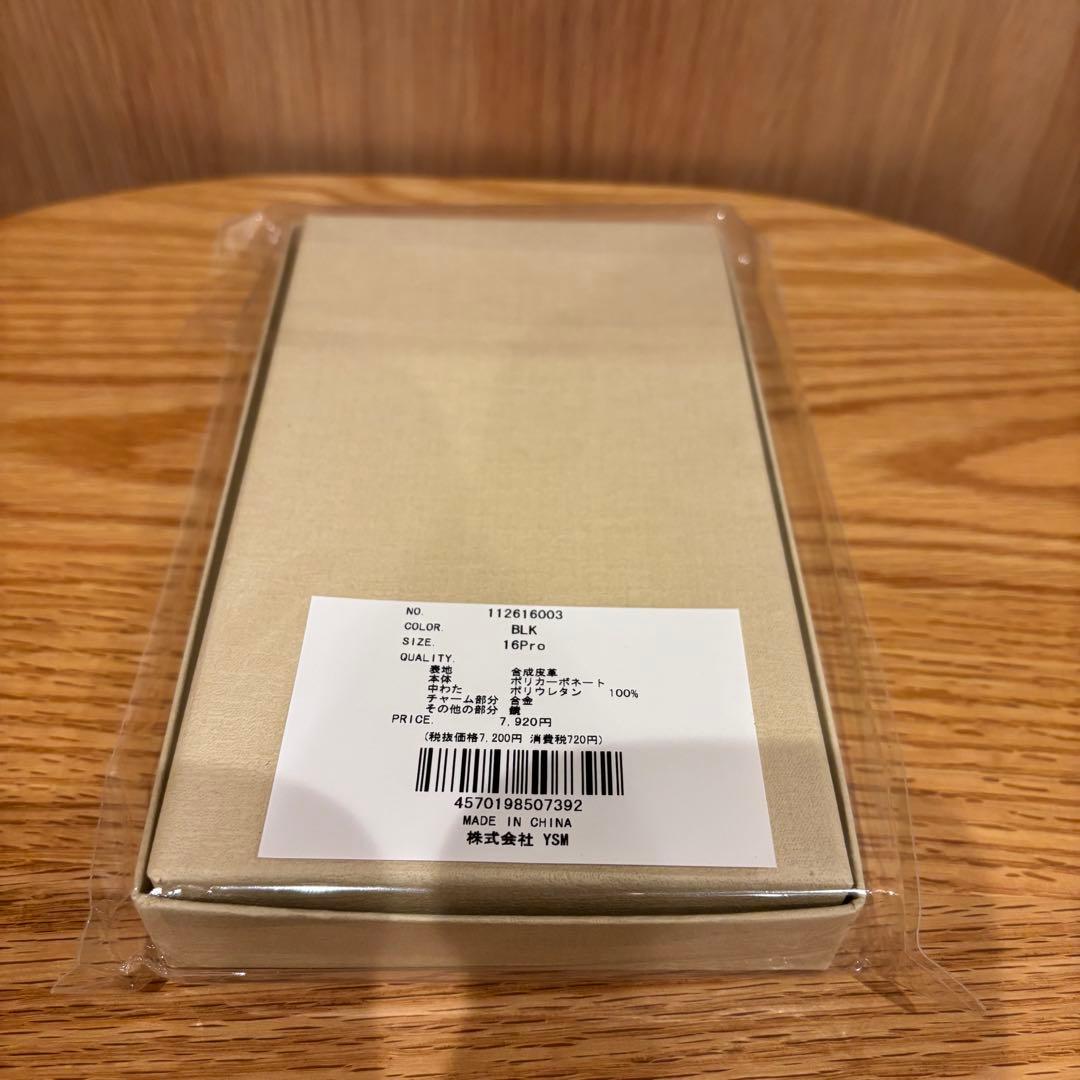 NO. 112616003
COLOR. BLK
SIZE. 16Pro
QUALITY.
表地 合成皮革
本体 ポリカーボネート
中わた ポリウレタン 100%
チャーム部分 合金
その他の部分 鏡
PRICE. 7,920円
(税抜価格7,200円 消費税720円)
4570198507392
MADE IN CHINA
株式会社 YSM